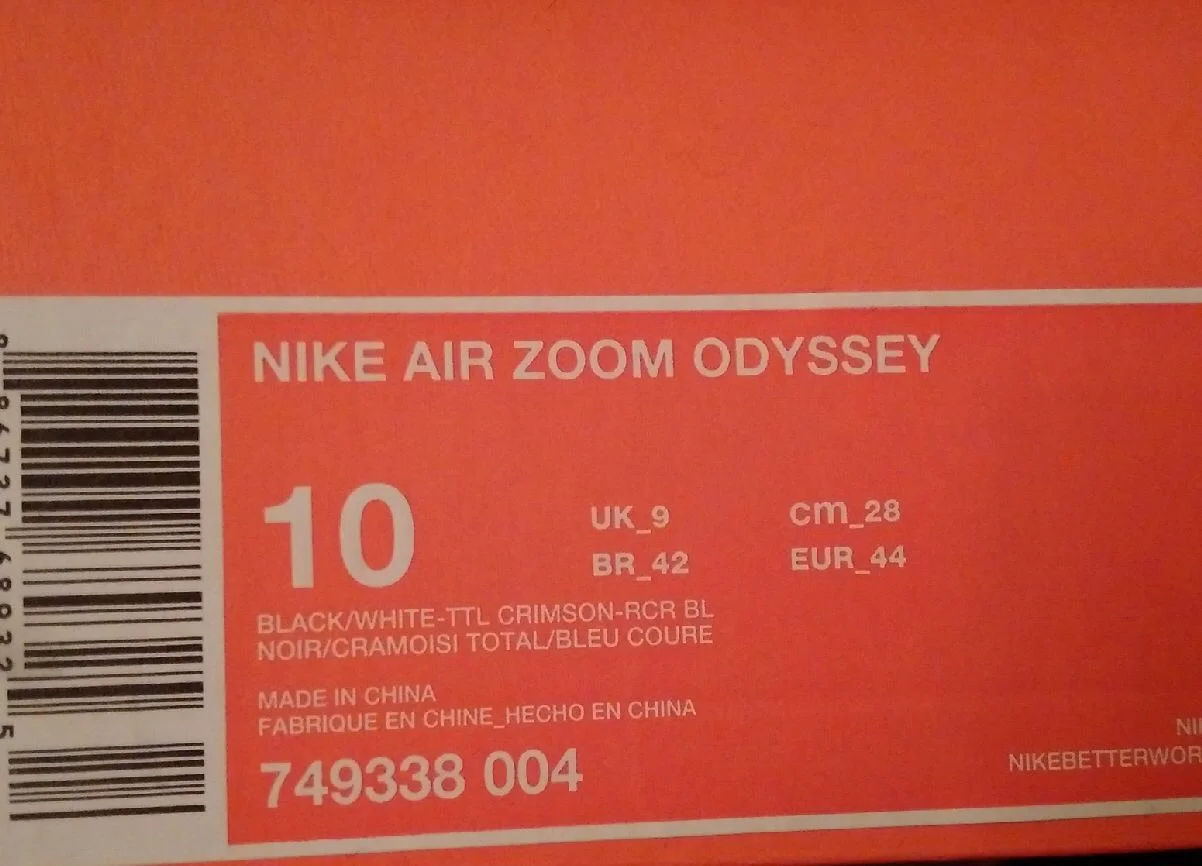 NIKE AIR ZOOM ODYSSEY
10
UK_9 cm_28
BR_42 EUR_44
BLACK/WHITE-TTL CRIMSON-RCR BL
NOIR/CRAMOISI TOTAL/BLEU COURE
MADE IN CHINA
FABRIQUE EN CHINE_HECHO EN CHINA
749338 004
NIKEBETTERWOR